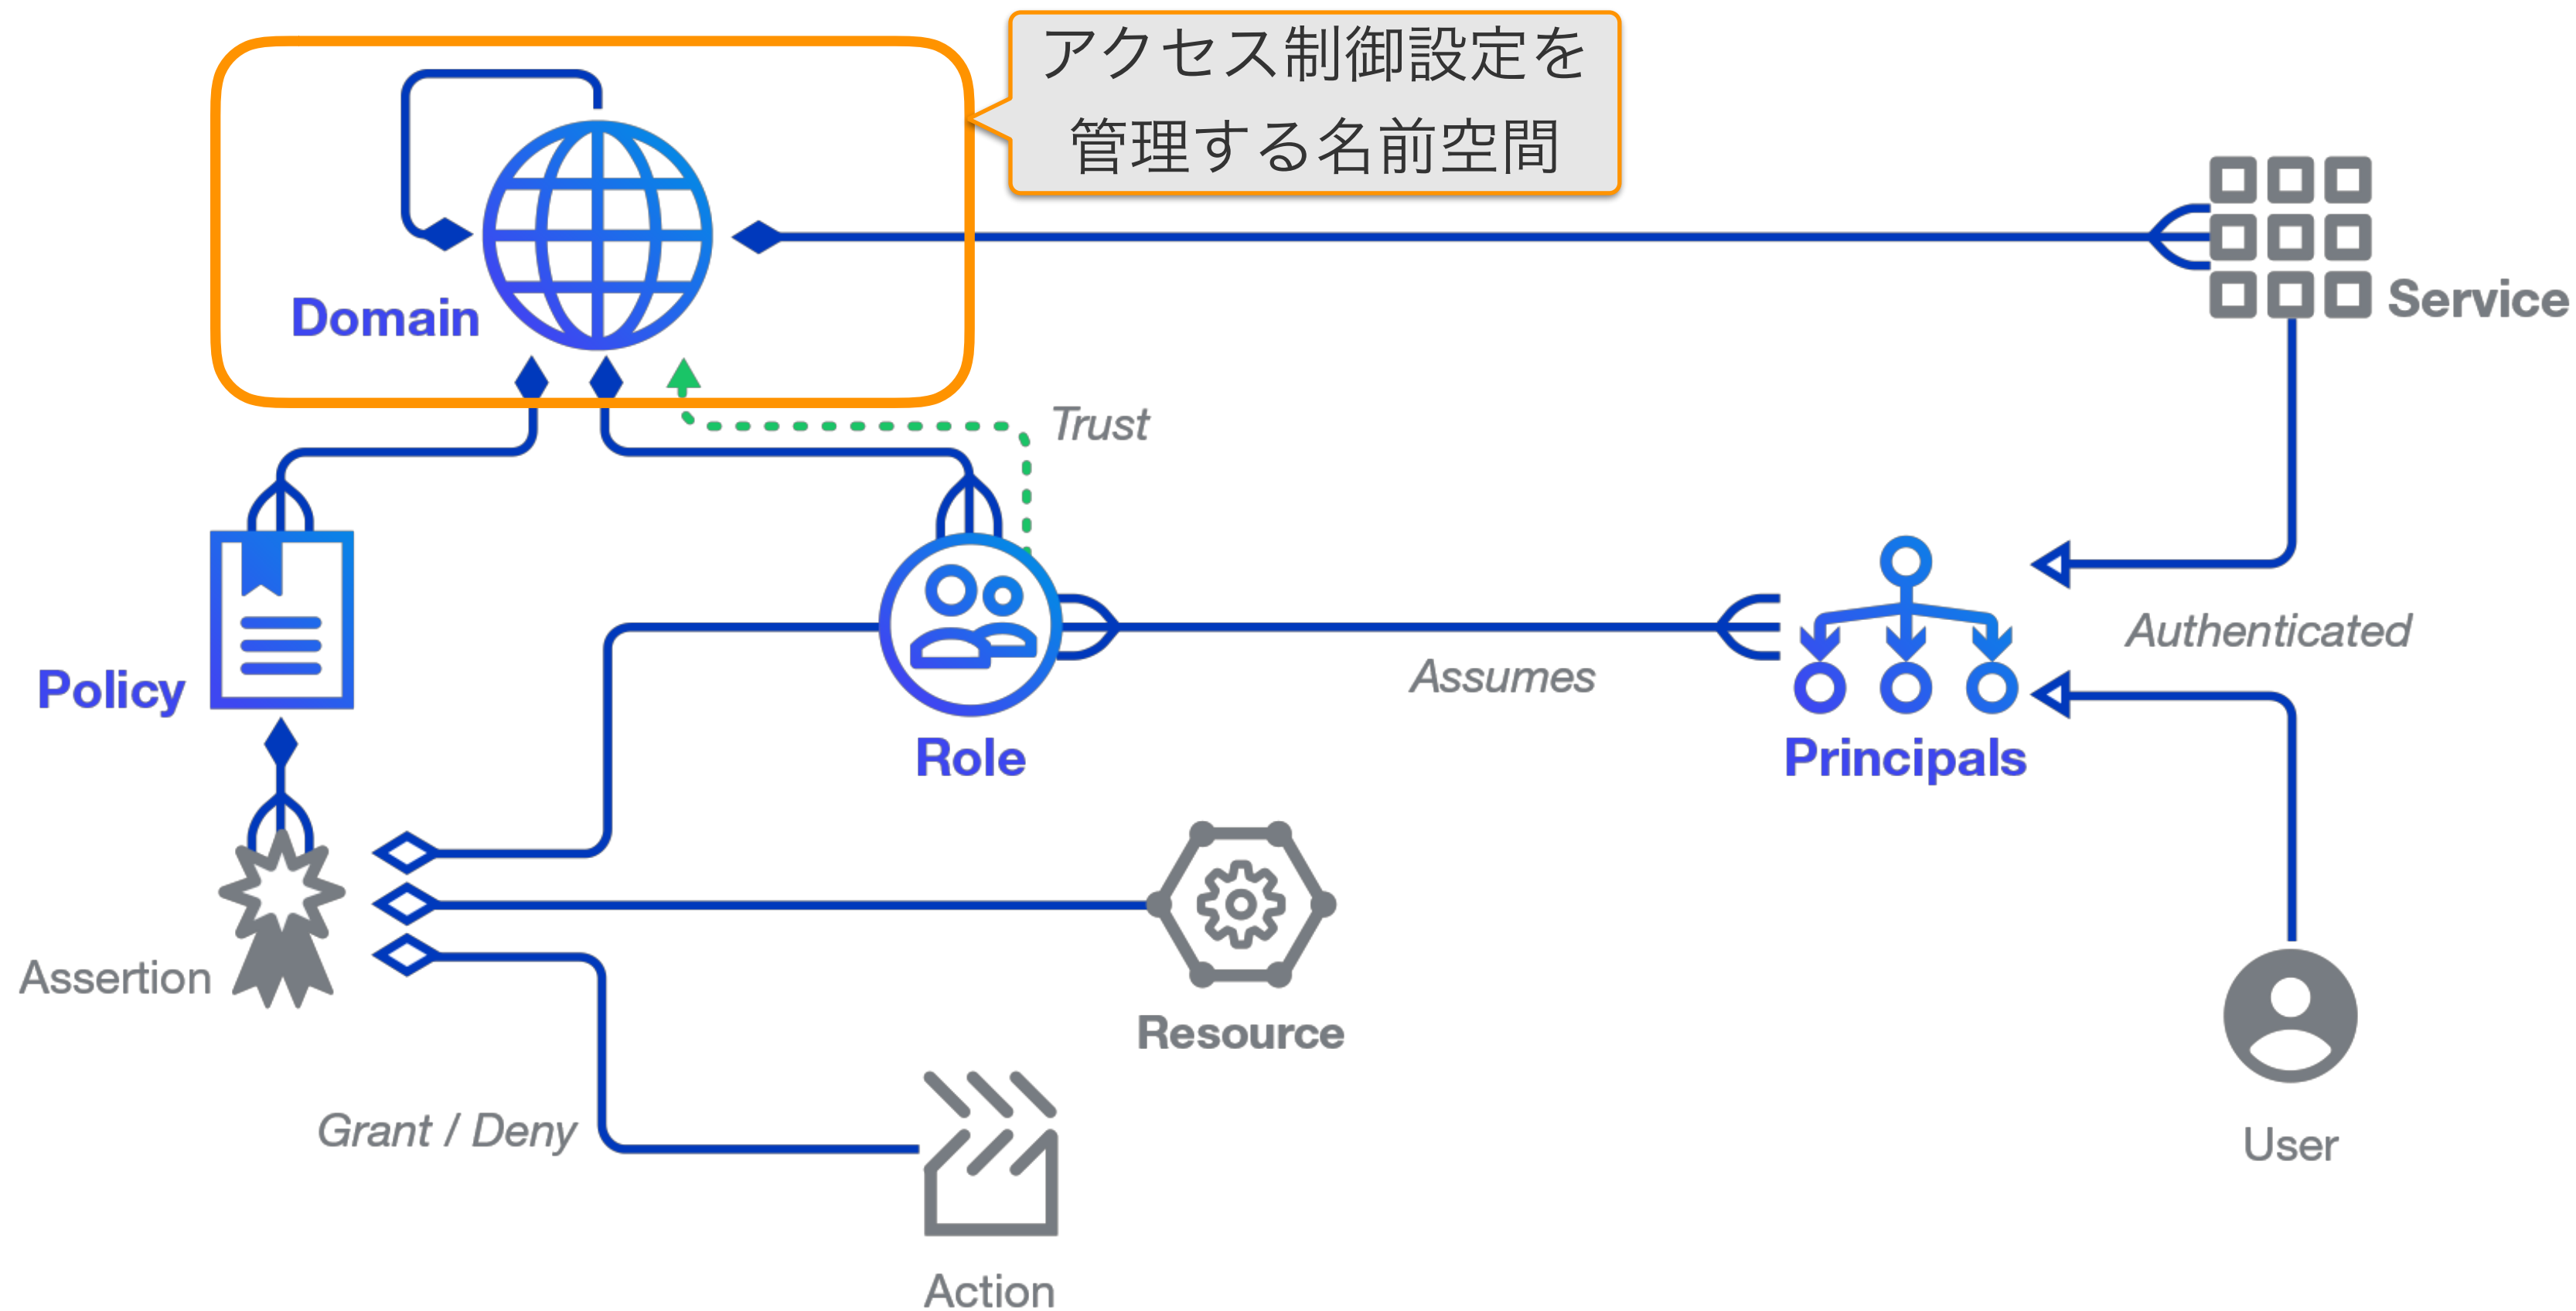 アクセス制御設定を
管理する名前空間
Service
Domain
Trust
Policy
Role
Assumes
Principals
Authenticated
Assertion
Resource
Grant / Deny
User
Action